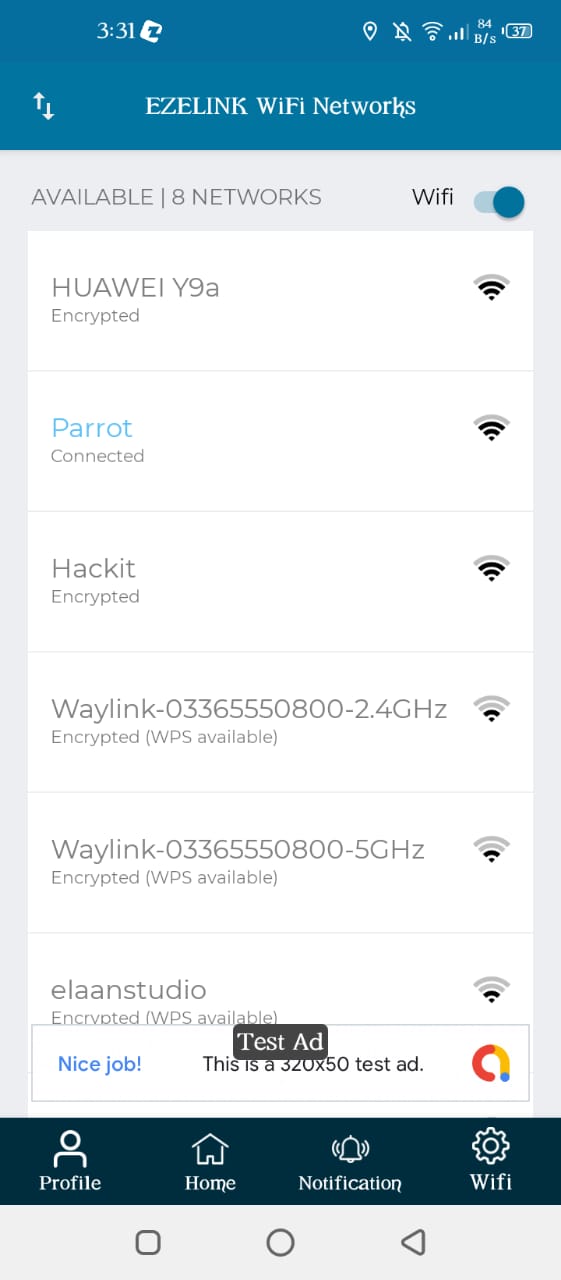 3:31
84
B/s
37
EZELINK WiFi Networks
AVAILABLE | 8 NETWORKS Wifi
HUAWEI Y9a
Encrypted
Parrot
Connected
Hackit
Encrypted
Waylink-03365550800-2.4GHz
Encrypted (WPS available)
Waylink-03365550800-5GHz
Encrypted (WPS available)
elaanstudio
Encrypted (WPS available)
Test Ad
Nice job! This is a 320x50 test ad.
Profile Home Notification Wifi